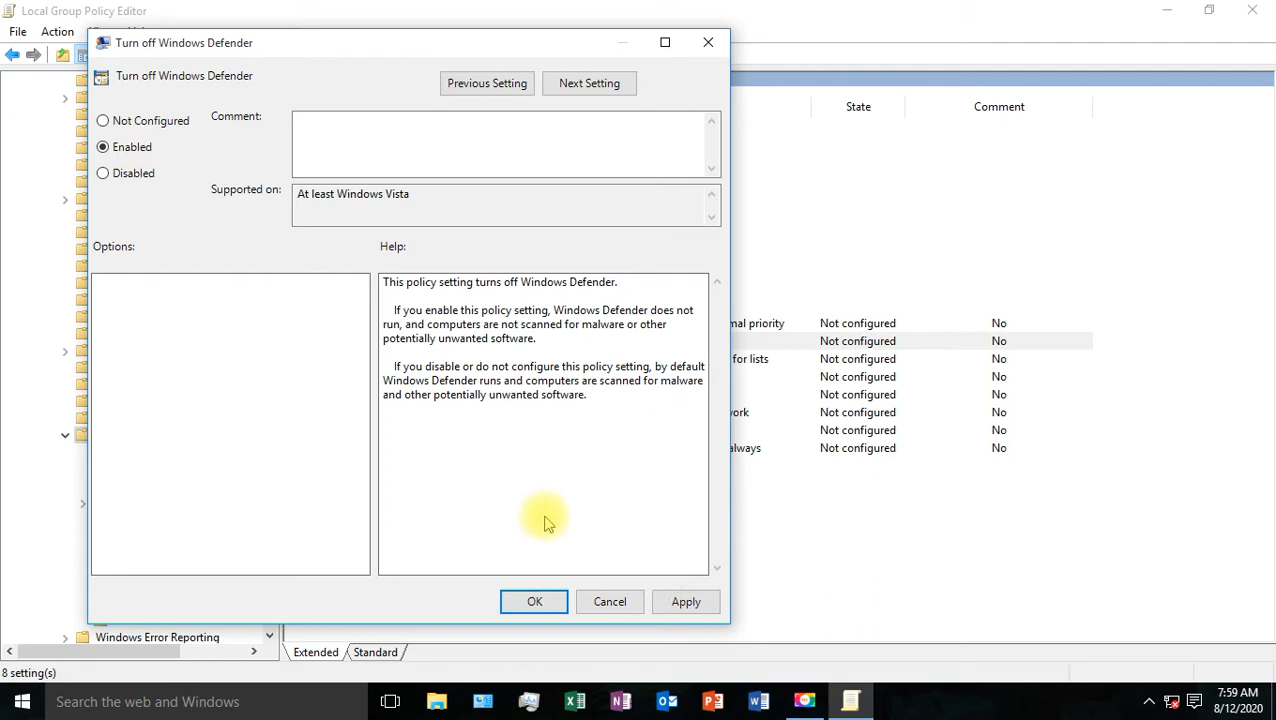 Local Group Policy Editor
File
Action
Turn off Windows Defender
Turn off Windows Defender
Previous Setting
Next Setting
Not Configured
Enabled
Disabled
Comment:
Supported on:
At least Windows Vista
Options:
Help:
This policy setting turns off Windows Defender.
If you enable this policy setting, Windows Defender does not
run, and computers are not scanned for malware or other
potentially unwanted software.
If you disable or do not configure this policy setting, by default
Windows Defender runs and computers are scanned for malware
and other potentially unwanted software.
OK
Cancel
Apply
State
Comment
mal priority
Not configured
No
Not configured
No
for lists
Not configured
No
Not configured
No
Not configured
No
work
Not configured
No
Not configured
No
always
Not configured
No
Windows Error Reporting
Extended
Standard
8 setting(s)
Search the web and Windows
7:59 AM
8/12/2020